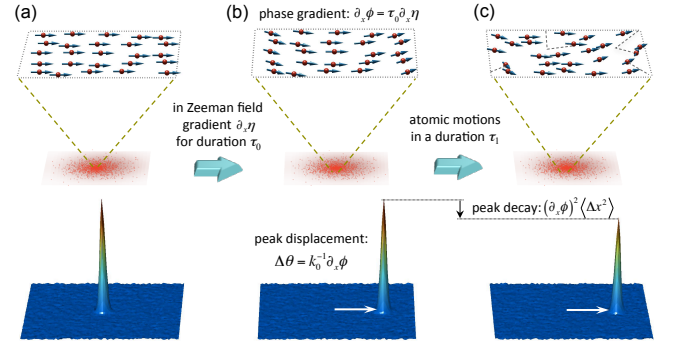 (a)
(b)
phase gradient: ∂ₓϕ = τ₀∂ₓη
(c)
in Zeeman field
gradient ∂ₓη
for duration τ₀
atomic motions
in a duration τ₁
peak displacement:
Δθ = k₀⁻¹∂ₓϕ
peak decay: (∂ₓϕ)²⟨Δx²⟩